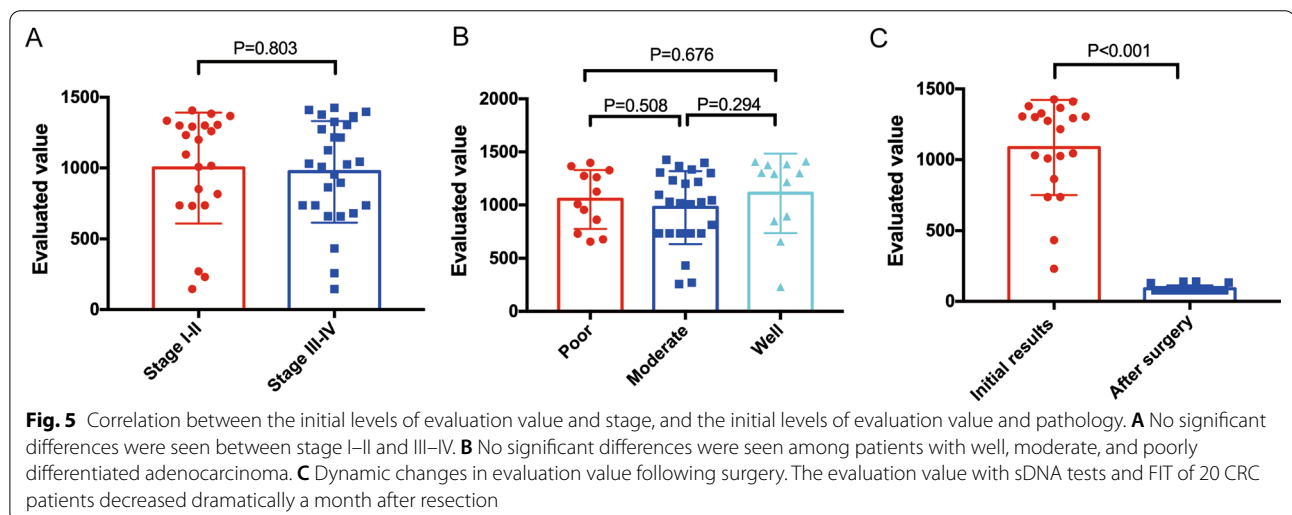 A
P=0.803
Evaluated value
1500
1000
500
0
Stage I-II
Stage III-IV
B
P=0.676
P=0.508
P=0.294
Evaluated value
2000
1500
1000
500
0
Poor
Moderate
Well
C
P<0.001
Evaluated value
1500
1000
500
0
Initial results
After surgery
Fig. 5 Correlation between the initial levels of evaluation value and stage, and the initial levels of evaluation value and pathology. A No significant
differences were seen between stage I–II and III–IV. B No significant differences were seen among patients with well, moderate, and poorly
differentiated adenocarcinoma. C Dynamic changes in evaluation value following surgery. The evaluation value with sDNA tests and FIT of 20 CRC
patients decreased dramatically a month after resection